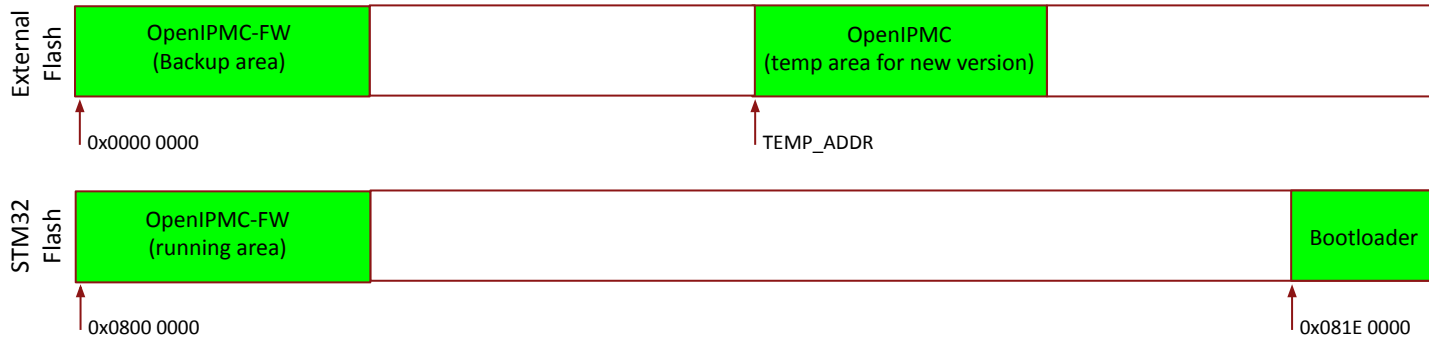 External
Flash
OpenIPMC-FW
(Backup area)
OpenIPMC
(temp area for new version)
0x0000 0000
TEMP_ADDR
STM32
Flash
OpenIPMC-FW
(running area)
Bootloader
0x0800 0000
0x081E 0000